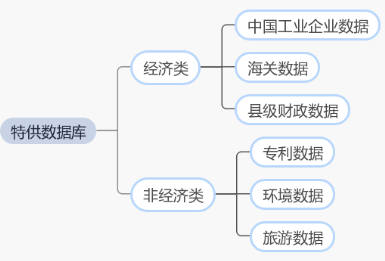 特供数据库
经济类
中国工业企业数据
海关数据
县级财政数据
非经济类
专利数据
环境数据
旅游数据